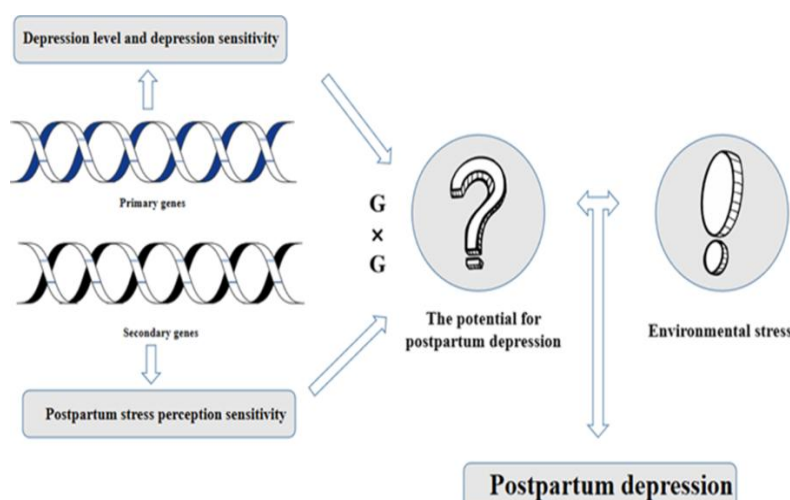 Depression level and depression sensitivity
Primary genes
G
×
G
Secondary genes
Postpartum stress perception sensitivity
?
The potential for
postpartum depression
!
Environmental stress
Postpartum depression